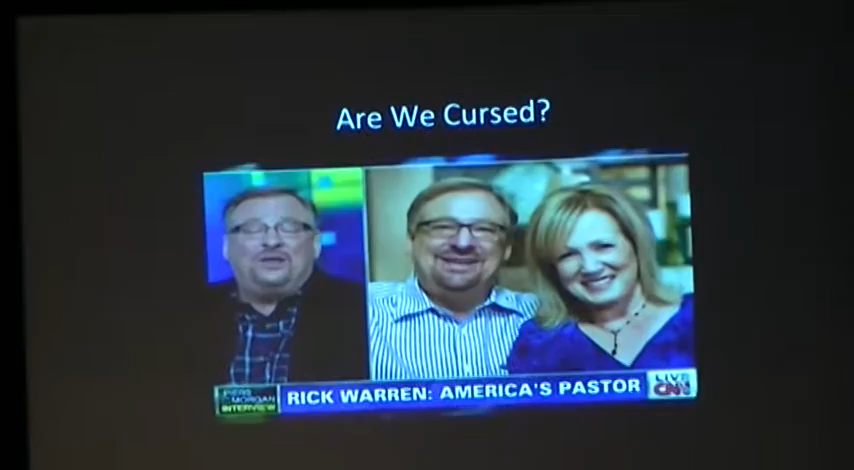 Are We Cursed?
PIERS
MORGAN
INTERVIEW
RICK WARREN: AMERICA'S PASTOR
LIVE
CNN